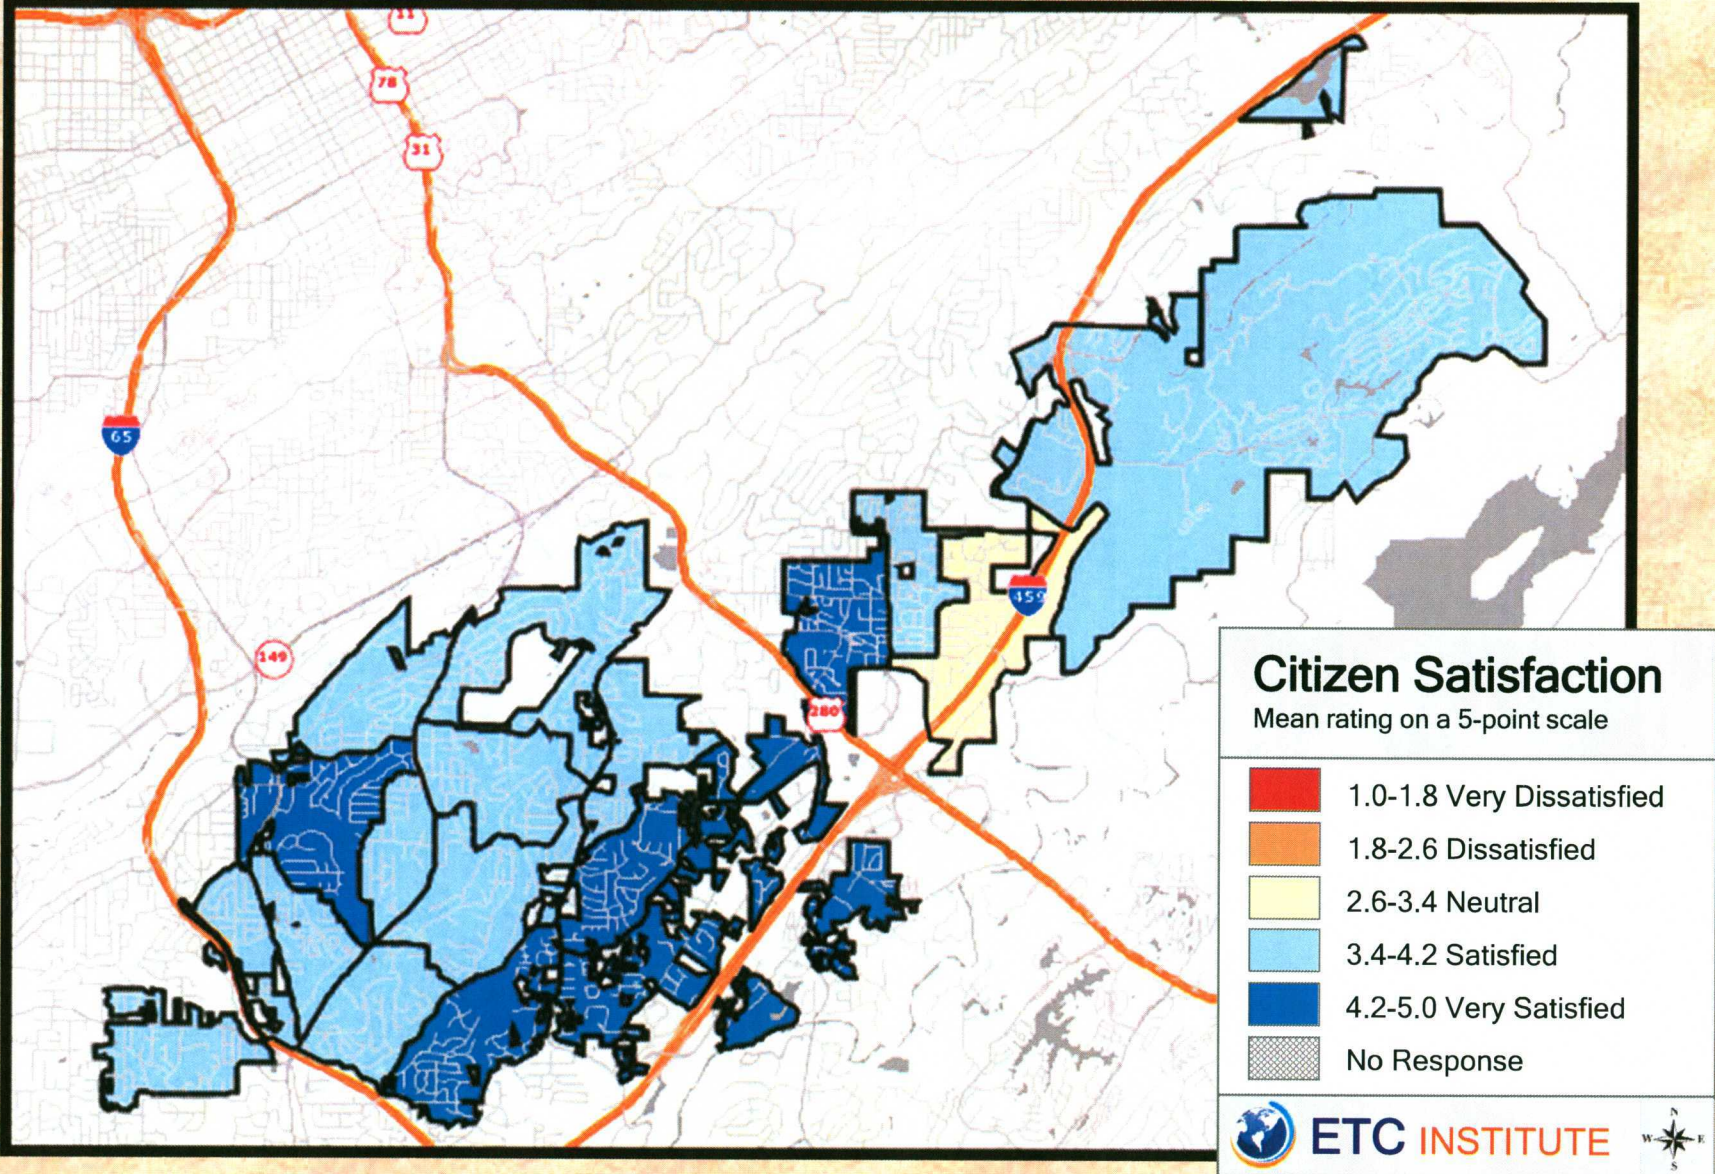 11
78
31
65
149
280
459
Citizen Satisfaction
Mean rating on a 5-point scale
1.0-1.8 Very Dissatisfied
1.8-2.6 Dissatisfied
2.6-3.4 Neutral
3.4-4.2 Satisfied
4.2-5.0 Very Satisfied
No Response
ETC INSTITUTE
N
W E
S